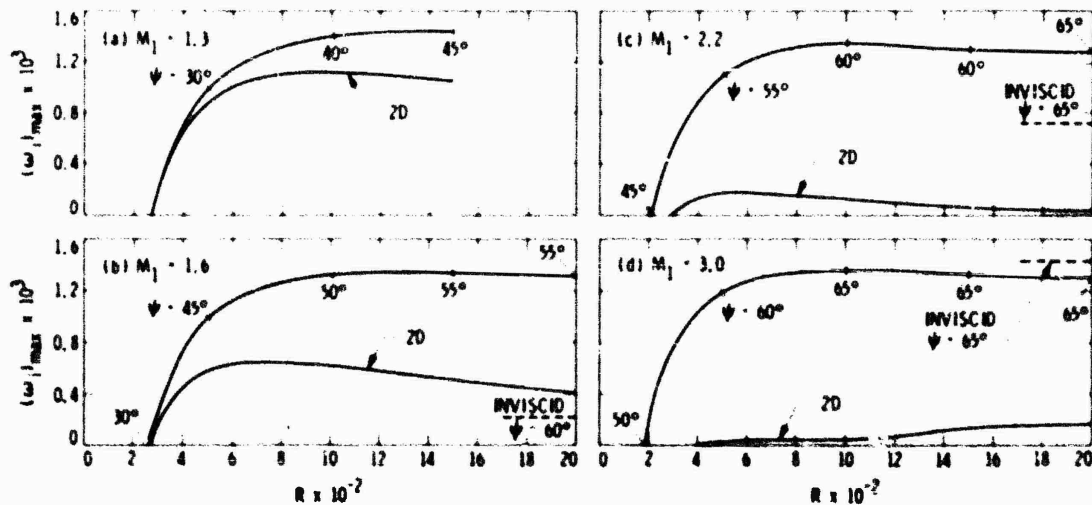 (a) M1 - 1.3
ψ - 30°
40°
45°
2D
(ω i)max x 10^3
1.6
1.2
0.8
0.4
0
(c) M1 - 2.2
ψ - 55°
45°
60°
60°
65°
INVISCID
ψ - 65°
2D
(b) M1 - 1.6
ψ - 45°
30°
50°
55°
55°
2D
INVISCID
ψ - 60°
(ω i)max x 10^3
1.6
1.2
0.8
0.4
0
(d) M1 - 3.0
ψ - 60°
50°
65°
65°
65°
INVISCID
ψ - 65°
2D
0 2 4 6 8 10 12 14 16 18 20
R x 10^-2
0 2 4 6 8 10 12 14 16 18 20
R x 10^-2